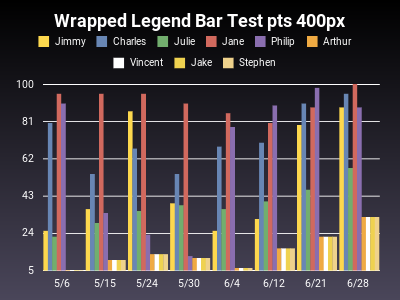 Wrapped Legend Bar Test pts 400px
Jimmy Charles Julie Jane Philip Arthur
Vincent Jake Stephen
100
81
62
43
24
5
5/6 5/15 5/24 5/30 6/4 6/12 6/21 6/28